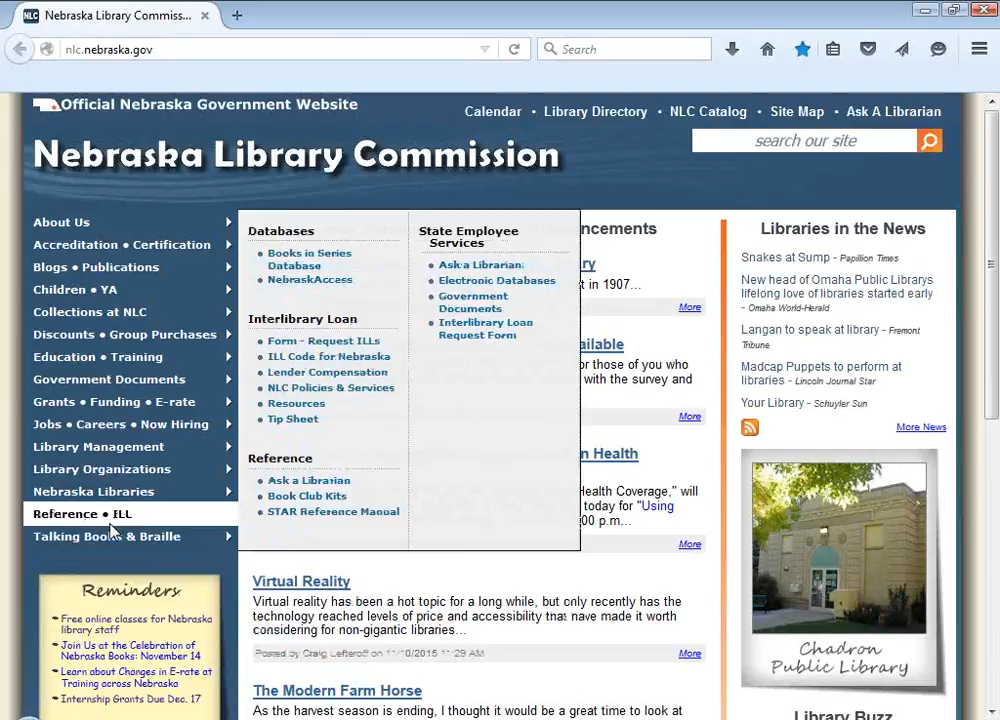 Nebraska Library Commiss...
nlc.nebraska.gov
Search
Official Nebraska Government Website
Calendar • Library Directory • NLC Catalog • Site Map • Ask A Librarian
Nebraska Library Commission
search our site
About Us
Accreditation • Certification
Blogs • Publications
Children • YA
Collections at NLC
Discounts • Group Purchases
Education • Training
Government Documents
Grants • Funding • E-rate
Jobs • Careers • Now Hiring
Library Management
Library Organizations
Nebraska Libraries
Reference • ILL
Talking Books & Braille
Databases
Books in Series
Database
NebraskAccess
Interlibrary Loan
Form - Request ILLs
ILL Code for Nebraska
Lender Compensation
NLC Policies & Services
Resources
Tip Sheet
Reference
Ask a Librarian
Book Club Kits
STAR Reference Manual
State Employee
Services
Ask a Librarian
Electronic Databases
Government
Documents
Interlibrary Loan
Request Form
ncements
ry
t in 1907...
More
ailable
or those of you who
with the survey and
More
n Health
Health Coverage," will
today for "Using
00 p.m...
More
Virtual Reality
Virtual reality has been a hot topic for a long while, but only recently has the
technology reached levels of price and accessibility that have made it worth
considering for non-gigantic libraries...
Posted by Craig Lefteroff on 11/10/2015 11:29 AM
More
The Modern Farm Horse
As the harvest season is ending, I thought it would be a great time to look at
Libraries in the News
Snakes at Sump - Papillion Times
New head of Omaha Public Librarys
lifelong love of libraries started early
- Omaha World-Herald
Langan to speak at library - Fremont
Tribune
Madcap Puppets to perform at
libraries - Lincoln Journal Star
Your Library - Schuyler Sun
More News
Chadron
Public Library
Library Buzz
Reminders
Free online classes for Nebraska
library staff
Join Us at the Celebration of
Nebraska Books: November 14
Learn about Changes in E-rate at
Training across Nebraska
Internship Grants Due Dec. 17
NLC